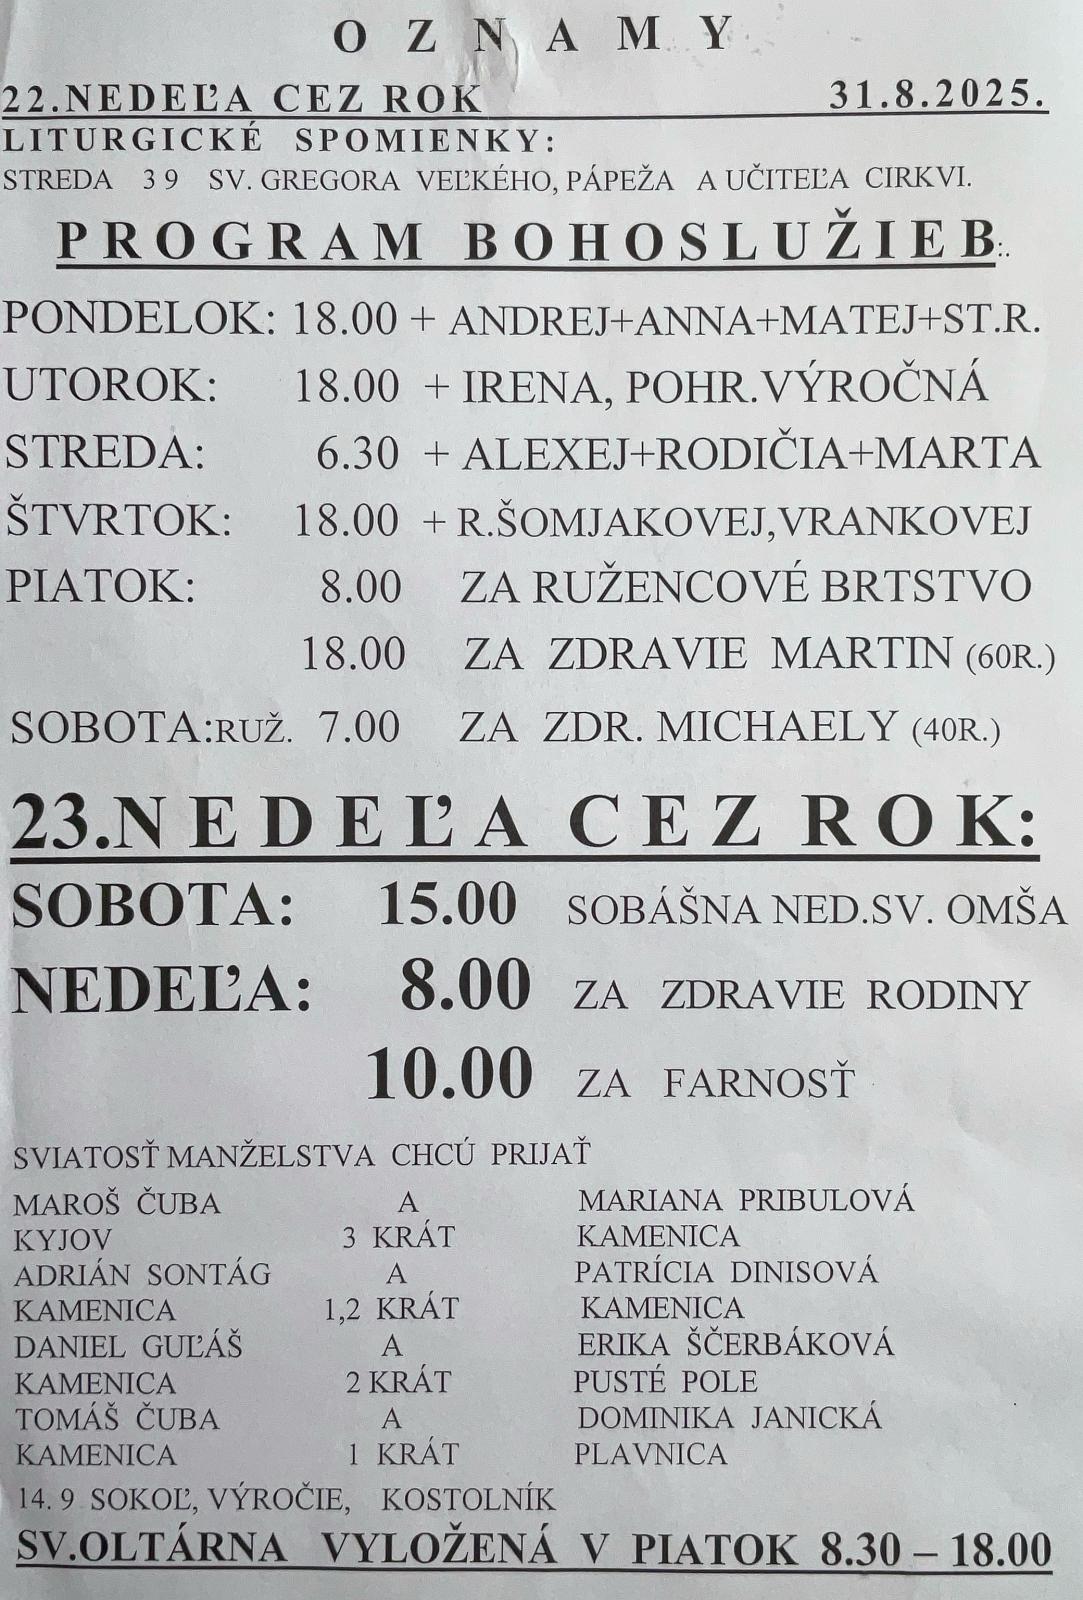 OZNAMY
22.NEDEĽA CEZ ROK 31.8.2025.
LITURGICKÉ SPOMIENKY:
STREDA 3 9 SV. GREGORA VEĽKÉHO, PÁPEŽA A UČITEĽA CIRKVI.
PROGRAM BOHOSLUŽIEB:.
PONDELOK: 18.00 + ANDREJ+ANNA+MATEJ+ST.R.
UTOROK: 18.00 + IRENA, POHR.VÝROČNÁ
STREDA: 6.30 + ALEXEJ+RODIČIA+MARTA
ŠTVRTOK: 18.00 + R.ŠOMJAKOVEJ,VRANKOVEJ
PIATOK: 8.00 ZA RUŽENCOVÉ BRTSTVO
18.00 ZA ZDRAVIE MARTIN (60R.)
SOBOTA:RUŽ. 7.00 ZA ZDR. MICHAELY (40R.)
23.NEDEĽA CEZ ROK:
SOBOTA: 15.00 SOBÁŠNA NED.SV. OMŠA
NEDEĽA: 8.00 ZA ZDRAVIE RODINY
10.00 ZA FARNOSŤ
SVIATOSŤ MANŽELSTVA CHCÚ PRIJAŤ
MAROŠ ČUBA A MARIANA PRIBULOVÁ
KYJOV 3 KRÁT KAMENICA
ADRIÁN SONTÁG A PATRÍCIA DINISOVÁ
KAMENICA 1,2 KRÁT KAMENICA
DANIEL GUĽÁŠ A ERIKA ŠČERBÁKOVÁ
KAMENICA 2 KRÁT PUSTÉ POLE
TOMÁŠ ČUBA A DOMINIKA JANICKÁ
KAMENICA 1 KRÁT PLAVNICA
14. 9 SOKOĽ, VÝROČIE, KOSTOLNÍK
SV.OLTÁRNA VYLOŽENÁ V PIATOK 8.30 – 18.00